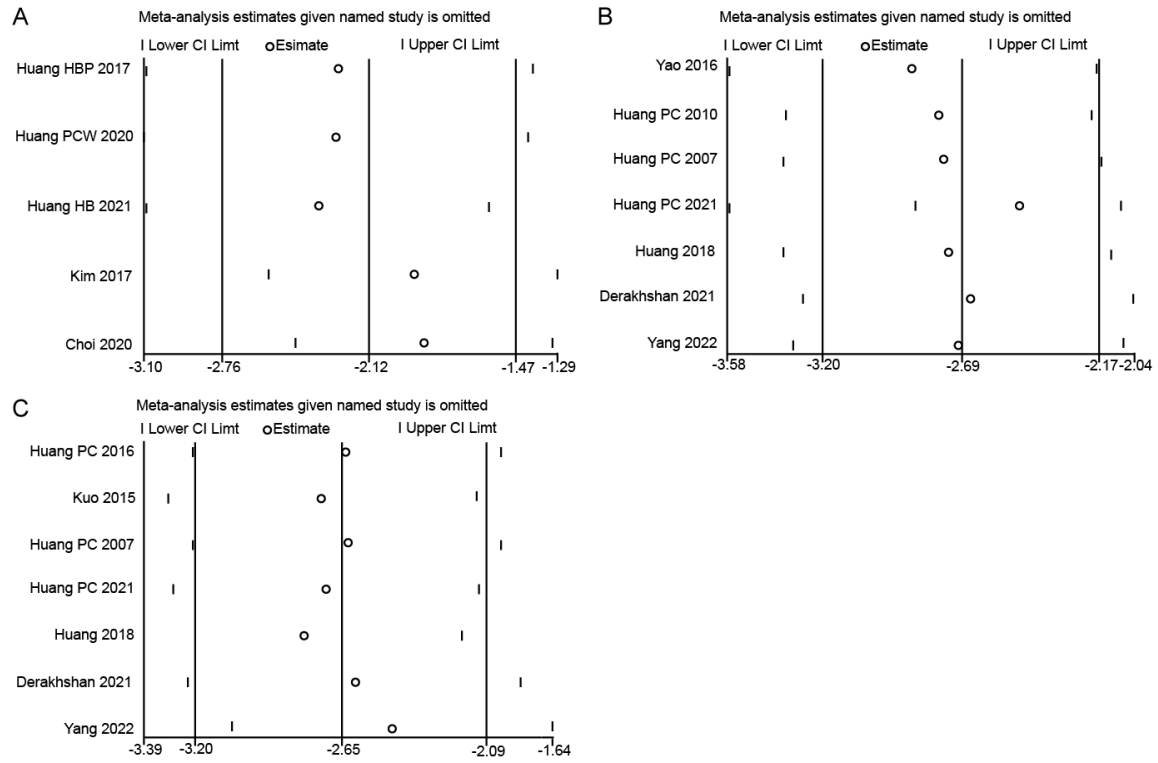 A
Meta-analysis estimates given named study is omitted
I Lower CI Limt
Esimate
I Upper CI Limt
Huang HBP 2017
Huang PCW 2020
Huang HB 2021
Kim 2017
Choi 2020
-3.10 -2.76 -2.12 -1.47 -1.29
B
Meta-analysis estimates given named study is omitted
I Lower CI Limt
Estimate
I Upper CI Limt
Yao 2016
Huang PC 2010
Huang PC 2007
Huang PC 2021
Huang 2018
Derakhshan 2021
Yang 2022
-3.58 -3.20 -2.69 -2.17 -2.04
C
Meta-analysis estimates given named study is omitted
I Lower CI Limt
Estimate
I Upper CI Limt
Huang PC 2016
Kuo 2015
Huang PC 2007
Huang PC 2021
Huang 2018
Derakhshan 2021
Yang 2022
-3.39 -3.20 -2.65 -2.09 -1.64